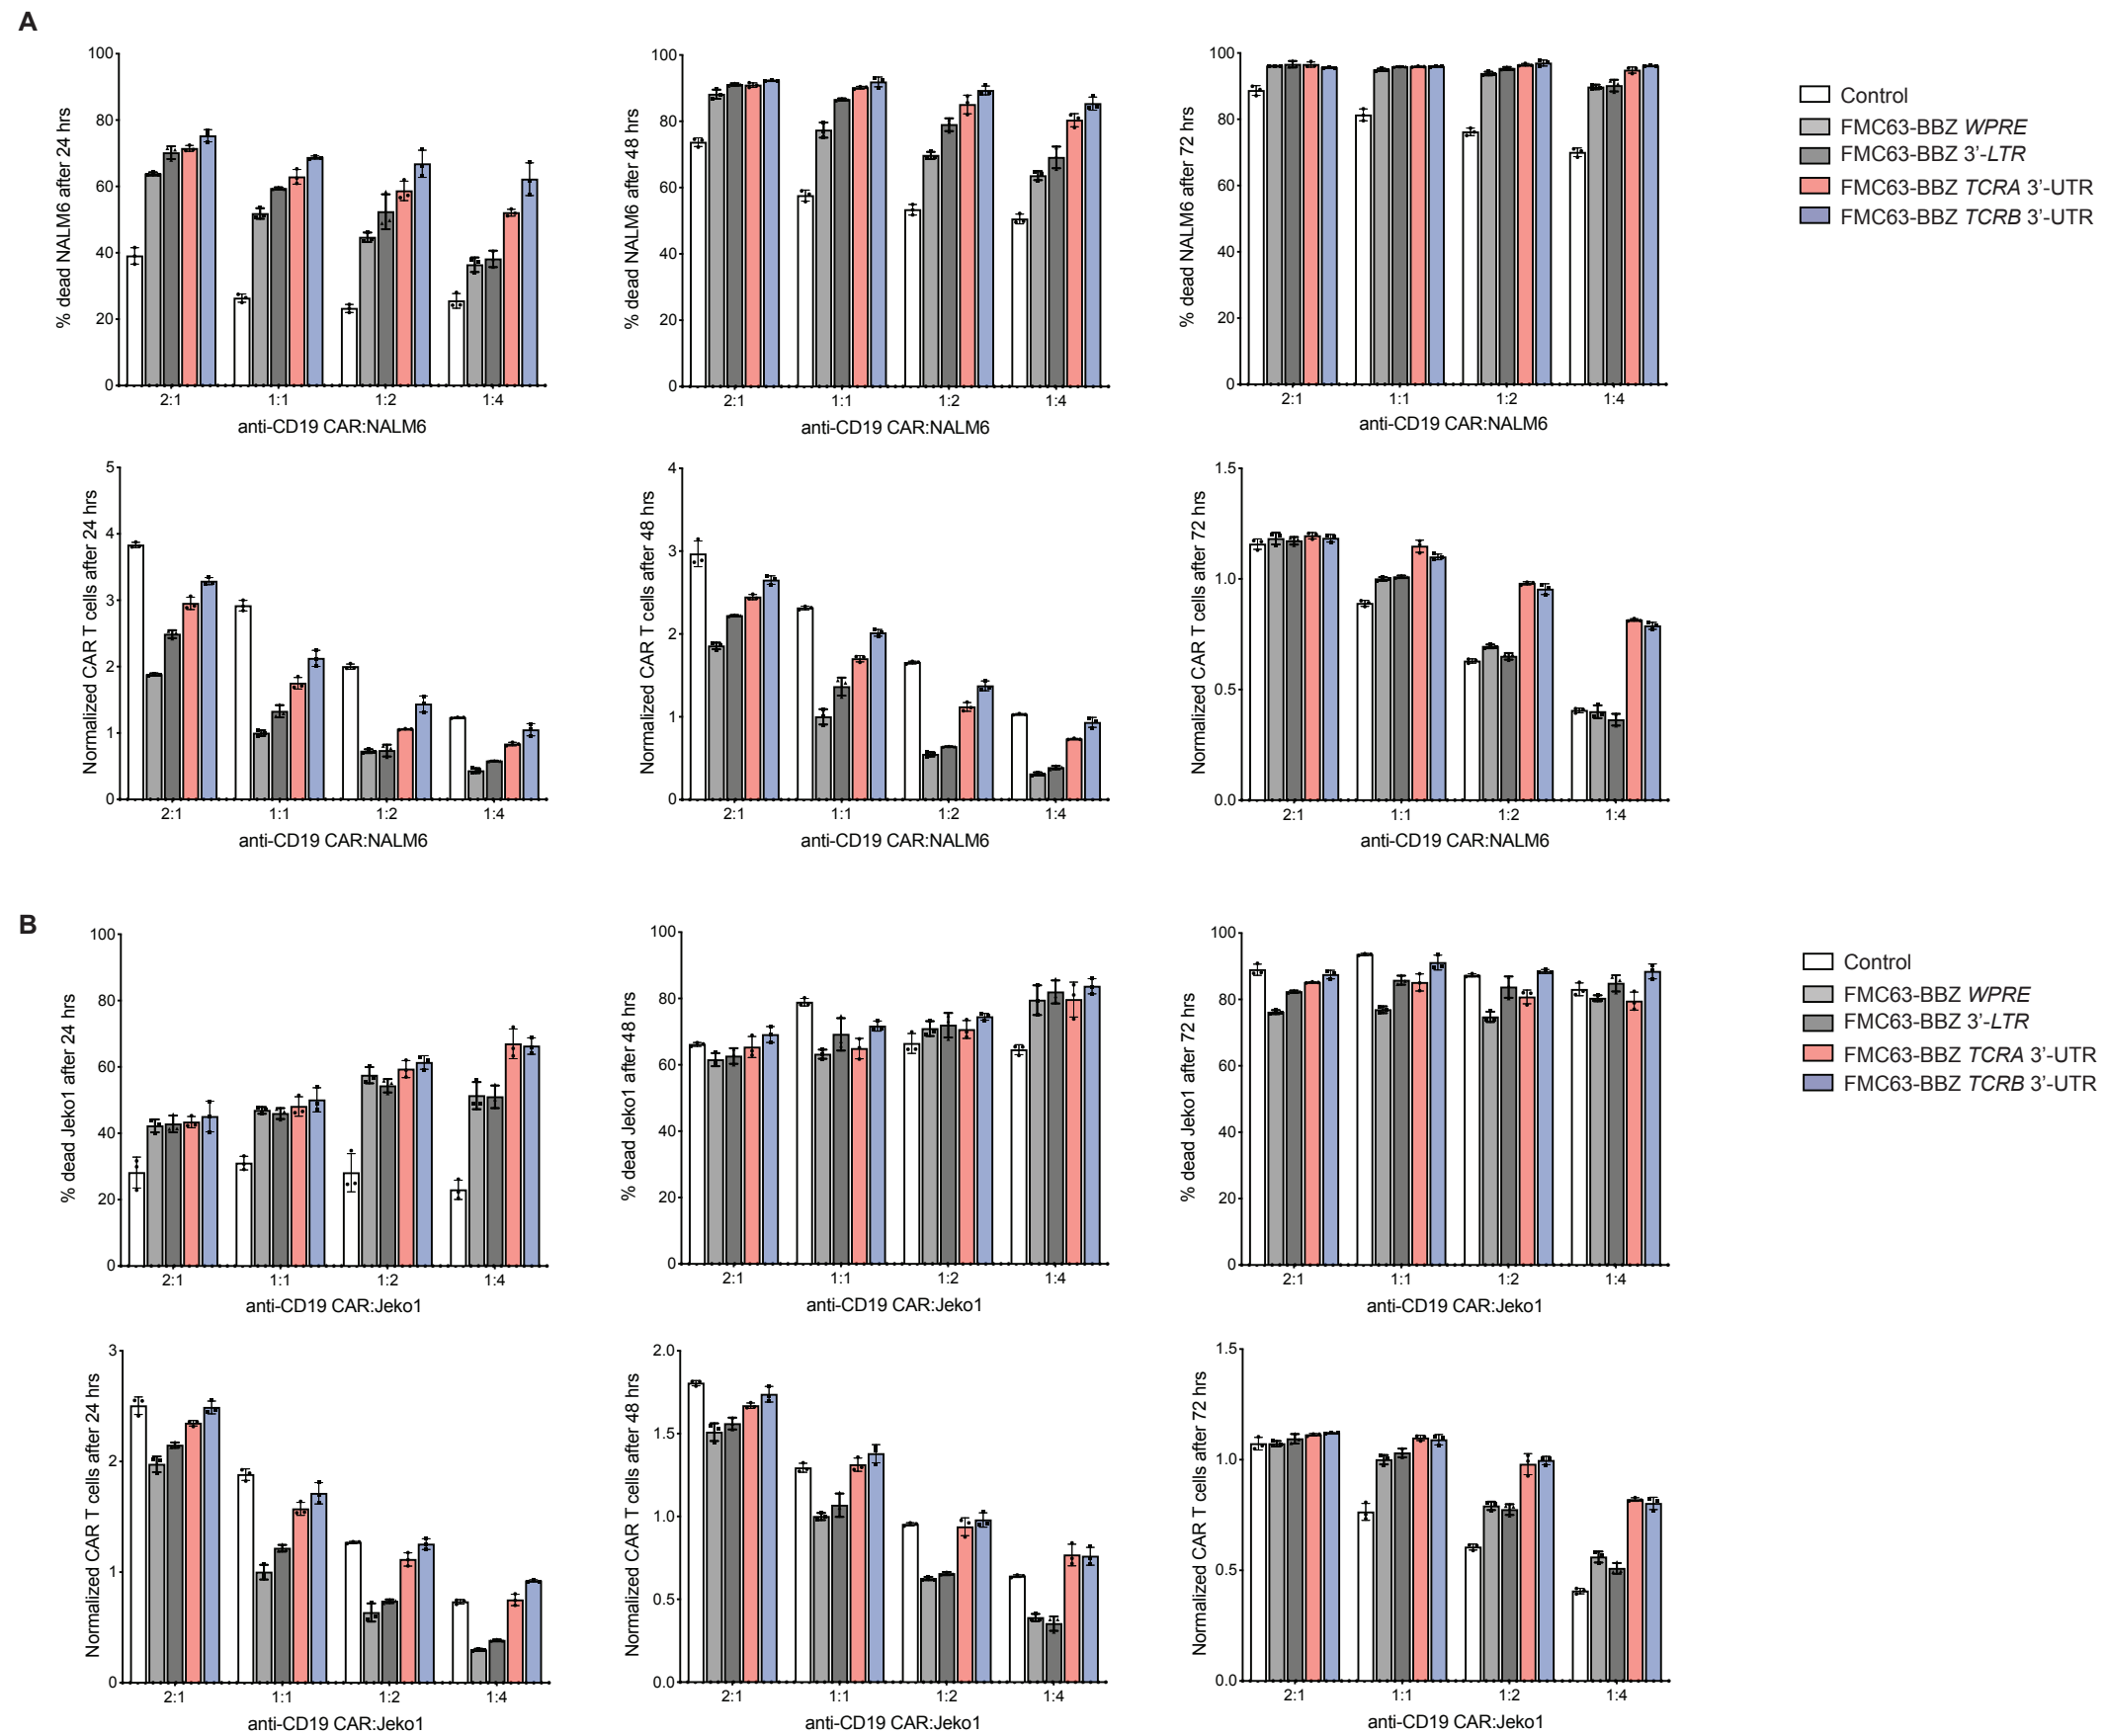 A
% dead NALM6 after 24 hrs
100
80
60
40
20
0
2:1 1:1 1:2 1:4
anti-CD19 CAR:NALM6
% dead NALM6 after 48 hrs
100
80
60
40
20
0
2:1 1:1 1:2 1:4
anti-CD19 CAR:NALM6
% dead NALM6 after 72 hrs
100
80
60
40
20
0
2:1 1:1 1:2 1:4
anti-CD19 CAR:NALM6
Control
FMC63-BBZ WPRE
FMC63-BBZ 3'-LTR
FMC63-BBZ TCRA 3'-UTR
FMC63-BBZ TCRB 3'-UTR
Normalized CAR T cells after 24 hrs
5
4
3
2
1
0
2:1 1:1 1:2 1:4
anti-CD19 CAR:NALM6
Normalized CAR T cells after 48 hrs
4
3
2
1
0
2:1 1:1 1:2 1:4
anti-CD19 CAR:NALM6
Normalized CAR T cells after 72 hrs
1.5
1.0
0.5
0.0
2:1 1:1 1:2 1:4
anti-CD19 CAR:NALM6
B
% dead Jeko1 after 24 hrs
100
80
60
40
20
0
2:1 1:1 1:2 1:4
anti-CD19 CAR:Jeko1
% dead Jeko1 after 48 hrs
100
80
60
40
20
0
2:1 1:1 1:2 1:4
anti-CD19 CAR:Jeko1
% dead Jeko1 after 72 hrs
100
80
60
40
20
0
2:1 1:1 1:2 1:4
anti-CD19 CAR:Jeko1
Control
FMC63-BBZ WPRE
FMC63-BBZ 3'-LTR
FMC63-BBZ TCRA 3'-UTR
FMC63-BBZ TCRB 3'-UTR
Normalized CAR T cells after 24 hrs
3
2
1
0
2:1 1:1 1:2 1:4
anti-CD19 CAR:Jeko1
Normalized CAR T cells after 48 hrs
2.0
1.5
1.0
0.5
0.0
2:1 1:1 1:2 1:4
anti-CD19 CAR:Jeko1
Normalized CAR T cells after 72 hrs
1.5
1.0
0.5
0.0
2:1 1:1 1:2 1:4
anti-CD19 CAR:Jeko1